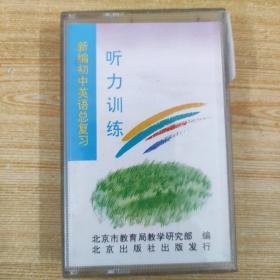 新编初中英语总复习
听力训练
北京市教育局教学研究部 编
北京出版社出版发行